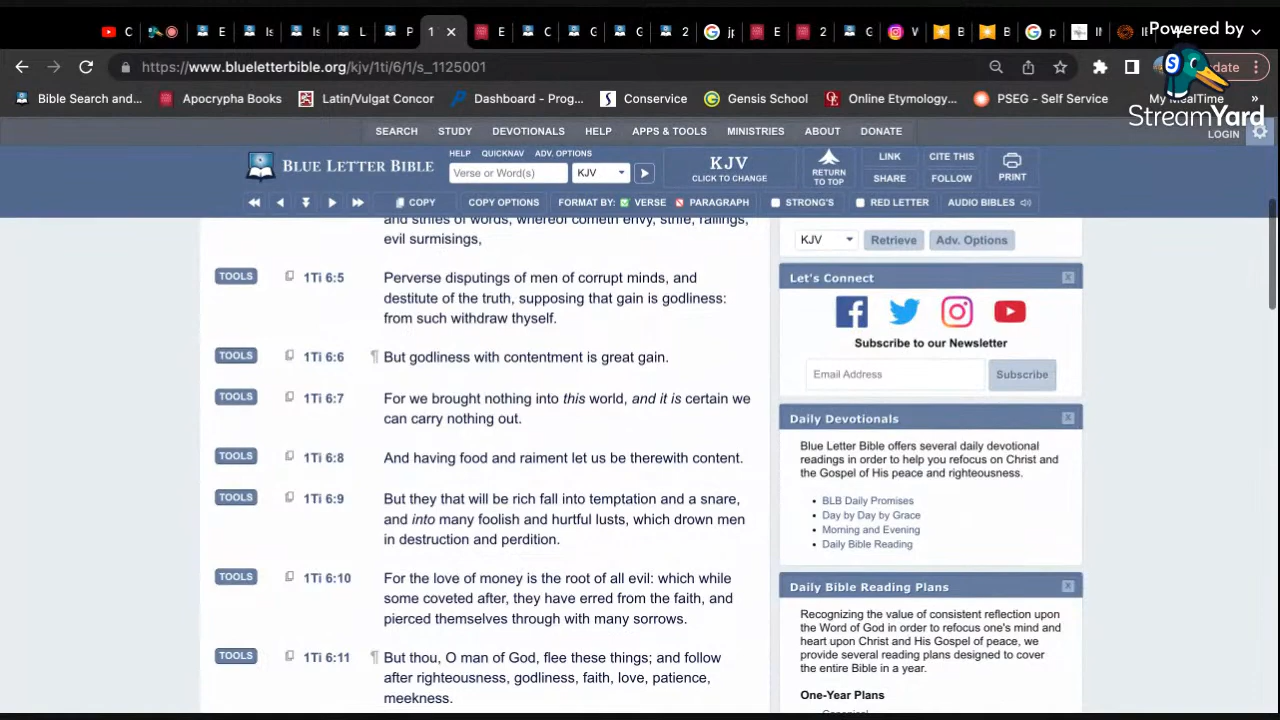 C
E
Is
Is
L
P
1
E
C
G
G
2
G jp
E
2
G
V
B
B
G p
II
Powered by
https://www.blueletterbible.org/kjv/1ti/6/1/s_1125001
date
Bible Search and...
Apocrypha Books
Latin/Vulgat Concor
Dashboard - Prog...
Conservice
Gensis School
Online Etymology...
PSEG - Self Service
My MealTime
»
StreamYard
SEARCH
STUDY
DEVOTIONALS
HELP
APPS & TOOLS
MINISTRIES
ABOUT
DONATE
LOGIN
BLUE LETTER BIBLE
HELP
QUICKNAV
ADV. OPTIONS
Verse or Word(s)
KJV
KJV
CLICK TO CHANGE
RETURN
TO TOP
LINK
CITE THIS
SHARE
FOLLOW
PRINT
COPY
COPY OPTIONS
FORMAT BY:
VERSE
PARAGRAPH
STRONG'S
RED LETTER
AUDIO BIBLES
and strifes of words, whereof cometh envy, strife, railings,
evil surmisings,
TOOLS
1Ti 6:5
Perverse disputings of men of corrupt minds, and
destitute of the truth, supposing that gain is godliness:
from such withdraw thyself.
TOOLS
1Ti 6:6
¶ But godliness with contentment is great gain.
TOOLS
1Ti 6:7
For we brought nothing into this world, and it is certain we
can carry nothing out.
TOOLS
1Ti 6:8
And having food and raiment let us be therewith content.
TOOLS
1Ti 6:9
But they that will be rich fall into temptation and a snare,
and into many foolish and hurtful lusts, which drown men
in destruction and perdition.
TOOLS
1Ti 6:10
For the love of money is the root of all evil: which while
some coveted after, they have erred from the faith, and
pierced themselves through with many sorrows.
TOOLS
1Ti 6:11
¶ But thou, O man of God, flee these things; and follow
after righteousness, godliness, faith, love, patience,
meekness.
KJV
Retrieve
Adv. Options
Let's Connect
Subscribe to our Newsletter
Email Address
Subscribe
Daily Devotionals
Blue Letter Bible offers several daily devotional
readings in order to help you refocus on Christ and
the Gospel of His peace and righteousness.
• BLB Daily Promises
• Day by Day by Grace
• Morning and Evening
• Daily Bible Reading
Daily Bible Reading Plans
Recognizing the value of consistent reflection upon
the Word of God in order to refocus one's mind and
heart upon Christ and His Gospel of peace, we
provide several reading plans designed to cover
the entire Bible in a year.
One-Year Plans